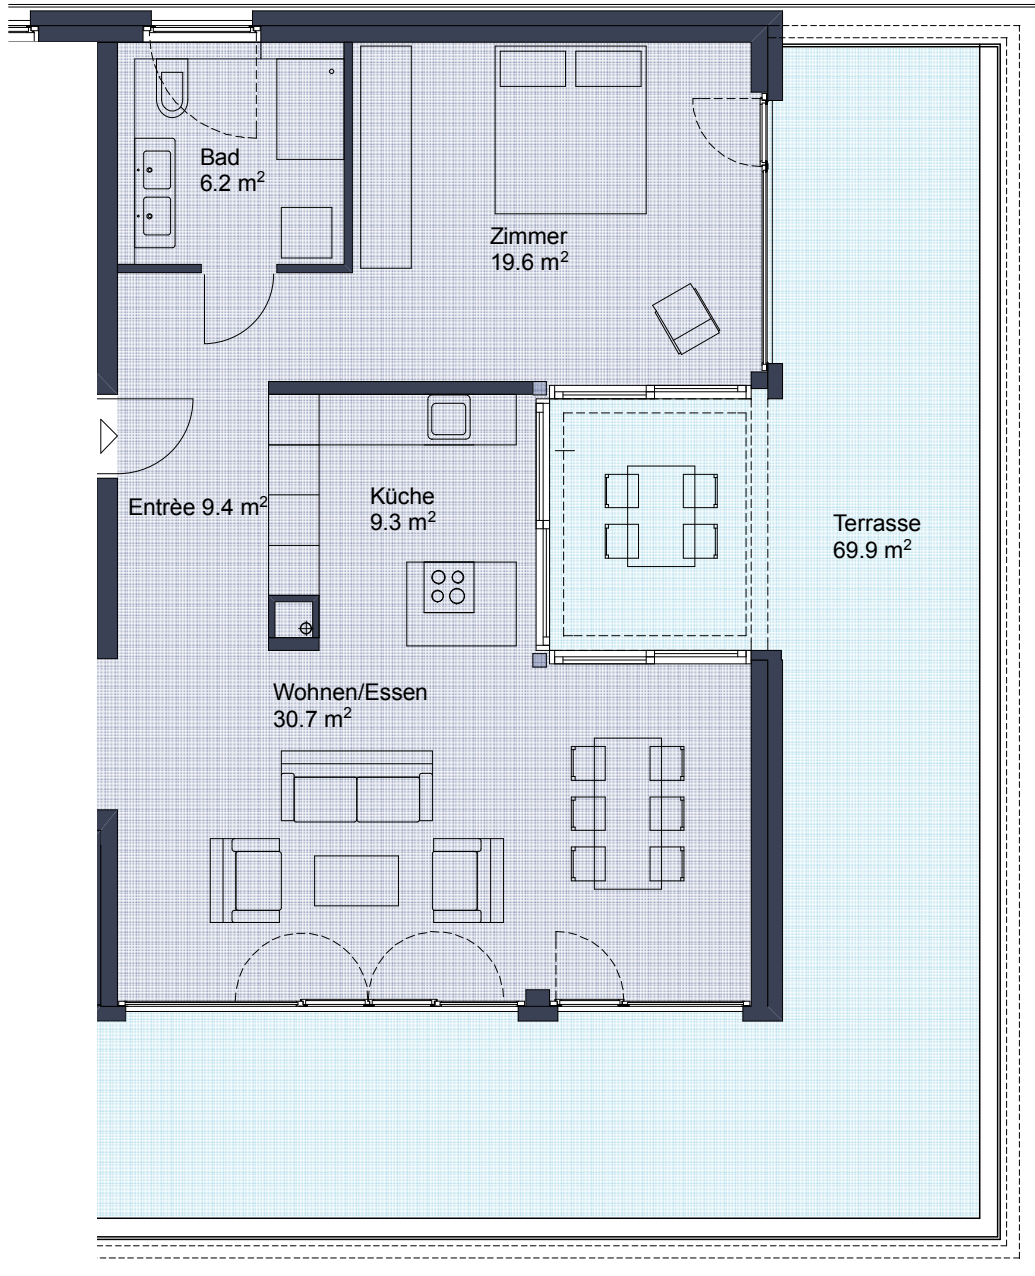 Bad
6.2 m²
Zimmer
19.6 m²
Entrèe 9.4 m²
Küche
9.3 m²
Terrasse
69.9 m²
Wohnen/Essen
30.7 m²